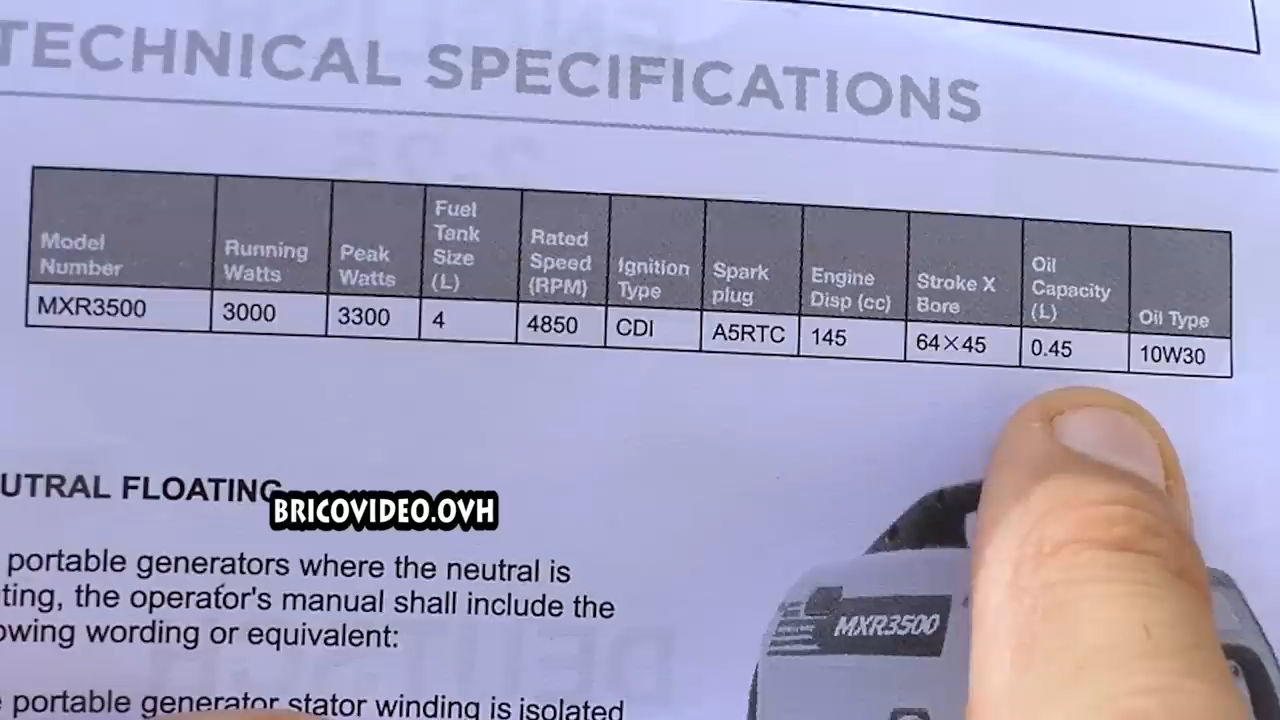 TECHNICAL SPECIFICATIONS
Model Number
Running Watts
Peak Watts
Fuel Tank Size (L)
Rated Speed (RPM)
Ignition Type
Spark plug
Engine Disp (cc)
Stroke X Bore
Oil Capacity (L)
Oil Type
MXR3500 3000 3300 4 4850 CDI A5RTC 145 64×45 0.45 10W30
UTRAL FLOATING
BRICOVIDEO.OVH
portable generators where the neutral is
ting, the operator's manual shall include the
owing wording or equivalent:
MXR3500
portable generator stator winding is isolated